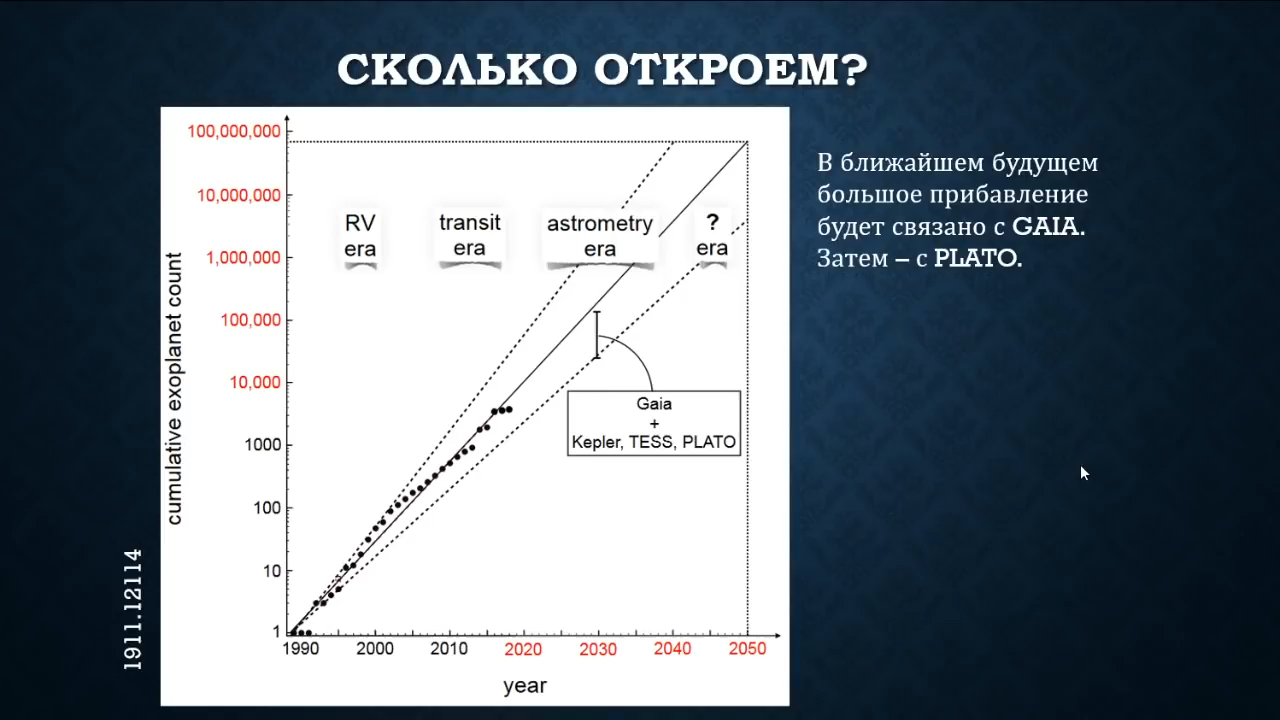 СКОЛЬКО ОТКРОЕМ?
100,000,000
10,000,000
1,000,000
100,000
10,000
1000
100
10
1
cumulative exoplanet count
RV
era
transit
era
astrometry
era
?
era
Gaia
+
Kepler, TESS, PLATO
1990 2000 2010 2020 2030 2040 2050
year
1911.12114
В ближайшем будущем
большое прибавление
будет связано с GAIA.
Затем – с PLATO.